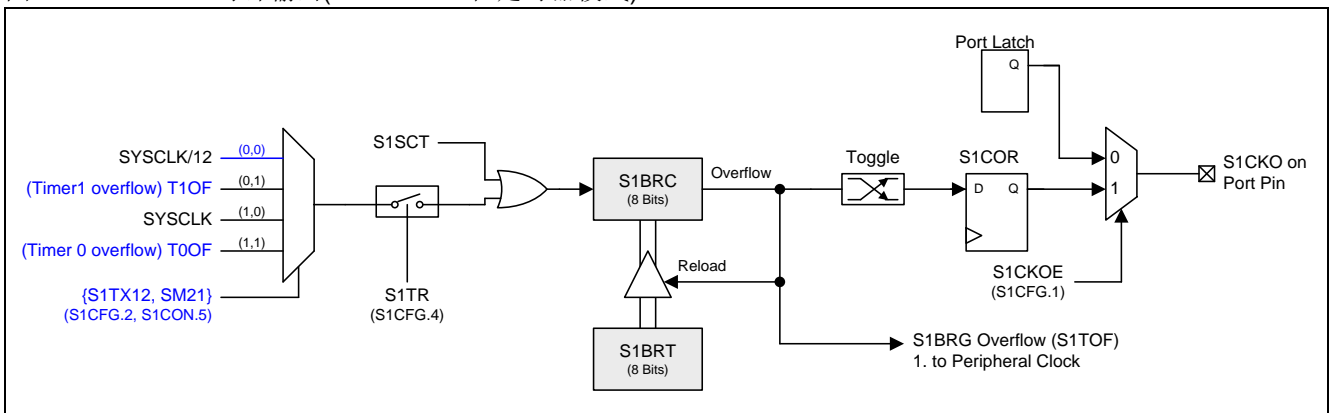 Port Latch
Q
SYSCLK/12 (0,0)
(Timer1 overflow) T1OF (0,1)
SYSCLK (1,0)
(Timer 0 overflow) T0OF (1,1)
{S1TX12, SM21}
(S1CFG.2, S1CON.5)
S1TR
(S1CFG.4)
S1SCT
S1BRC
(8 Bits)
Overflow
Reload
S1BRT
(8 Bits)
Toggle
S1COR
D Q
0
1
S1CKO on
Port Pin
S1CKOE
(S1CFG.1)
S1BRG Overflow (S1TOF)
1. to Peripheral Clock